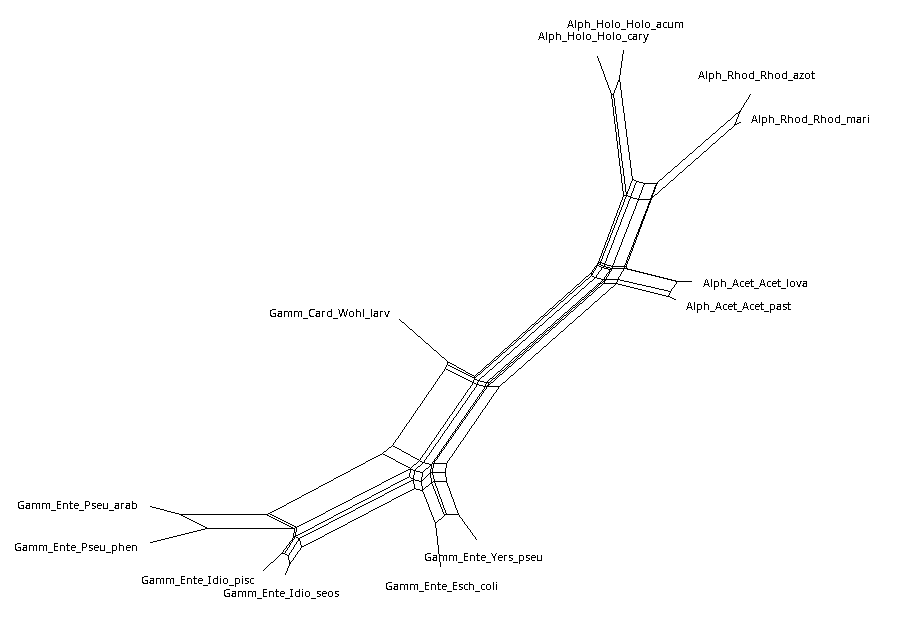 Alph_Holo_Holo_acum
Alph_Holo_Holo_cary
Alph_Rhod_Rhod_azot
Alph_Rhod_Rhod_mari
Alph_Acet_Acet_lova
Alph_Acet_Acet_past
Gamm_Card_Wohl_larv
Gamm_Ente_Pseu_arab
Gamm_Ente_Pseu_phen
Gamm_Ente_Yers_pseu
Gamm_Ente_Idio_pisc
Gamm_Ente_Esch_coli
Gamm_Ente_Idio_seos